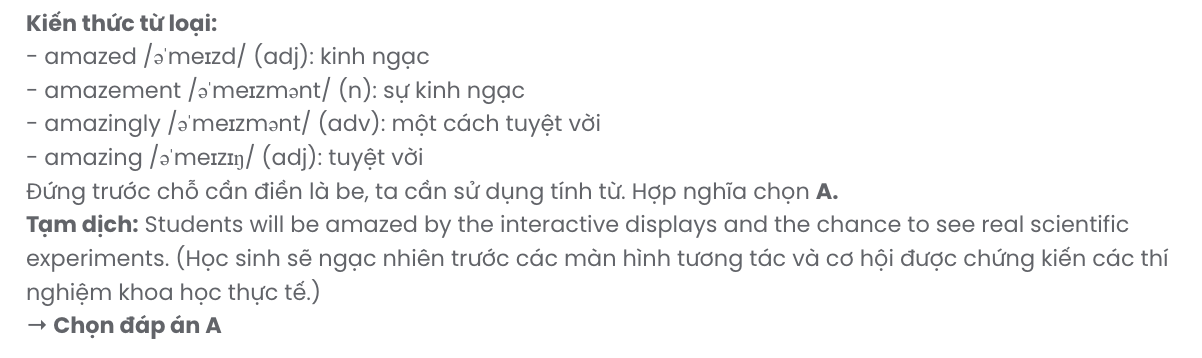 Kiến thức từ loại:
- amazed /əˈmeɪzd/ (adj): kinh ngạc
- amazement /əˈmeɪzmənt/ (n): sự kinh ngạc
- amazingly /əˈmeɪzmənt/ (adv): một cách tuyệt vời
- amazing /əˈmeɪzɪŋ/ (adj): tuyệt vời
Đứng trước chỗ cần điền là be, ta cần sử dụng tính từ. Hợp nghĩa chọn A.
Tạm dịch: Students will be amazed by the interactive displays and the chance to see real scientific
experiments. (Học sinh sẽ ngạc nhiên trước các màn hình tương tác và cơ hội được chứng kiến các thí
nghiệm khoa học thực tế.)
→ Chọn đáp án A